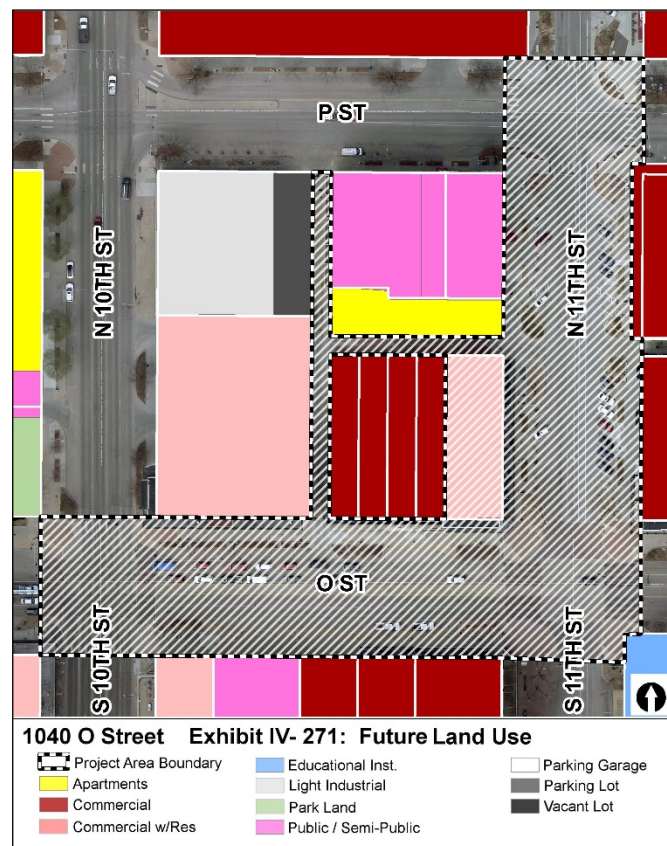 P ST
N 10TH ST
N 11TH ST
O ST
S 10TH ST
S 11TH ST
1040 O Street Exhibit IV- 271: Future Land Use
Project Area Boundary
Apartments
Commercial
Commercial w/Res
Educational Inst.
Light Industrial
Park Land
Public / Semi-Public
Parking Garage
Parking Lot
Vacant Lot